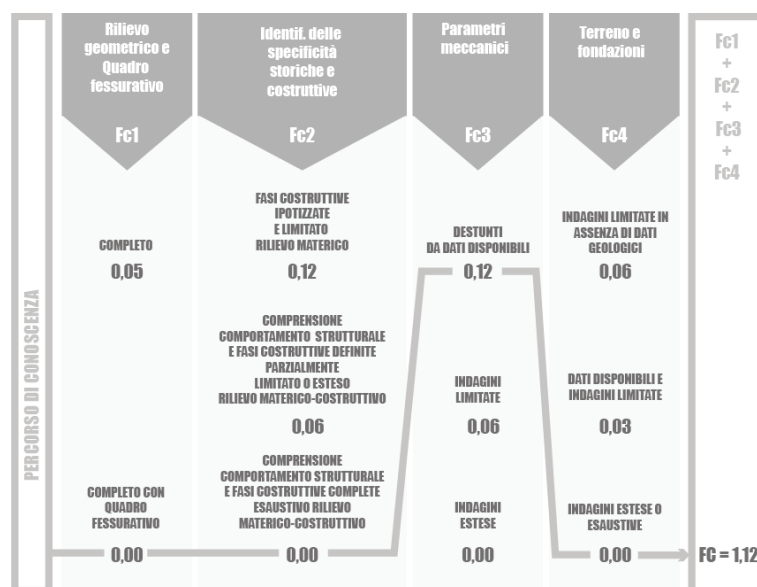 Rilievo
geometrico e
Quadro
fessurativo
Fc1
Identif. delle
specificità
storiche e
costruttive
Fc2
Parametri
meccanici
Fc3
Terreno e
fondazioni
Fc4
Fc1
+
Fc2
+
Fc3
+
Fc4
PERCORSO DI CONOSCENZA
COMPLETO
0,05
FASI COSTRUTTIVE
IPOTIZZATE
E LIMITATO
RILIEVO MATERICO
0,12
DESTUNTI
DA DATI DISPONIBILI
0,12
INDAGINI LIMITATE IN
ASSENZA DI DATI
GEOLOGICI
0,06
COMPRENSIONE
COMPORTAMENTO STRUTTURALE
E FASI COSTRUTTIVE DEFINITE
PARZIALMENTE
LIMITATO O ESTESO
RILIEVO MATERICO-COSTRUTTIVO
0,06
INDAGINI
LIMITATE
0,06
DATI DISPONIBILI E
INDAGINI LIMITATE
0,03
COMPLETO CON
QUADRO
FESSURATIVO
0,00
COMPRENSIONE
COMPORTAMENTO STRUTTURALE
E FASI COSTRUTTIVE COMPLETE
ESAUSTIVO RILIEVO
MATERICO-COSTRUTTIVO
0,00
INDAGINI
ESTESE
0,00
INDAGINI ESTESE O
ESAUSTIVE
0,00
FC = 1,12